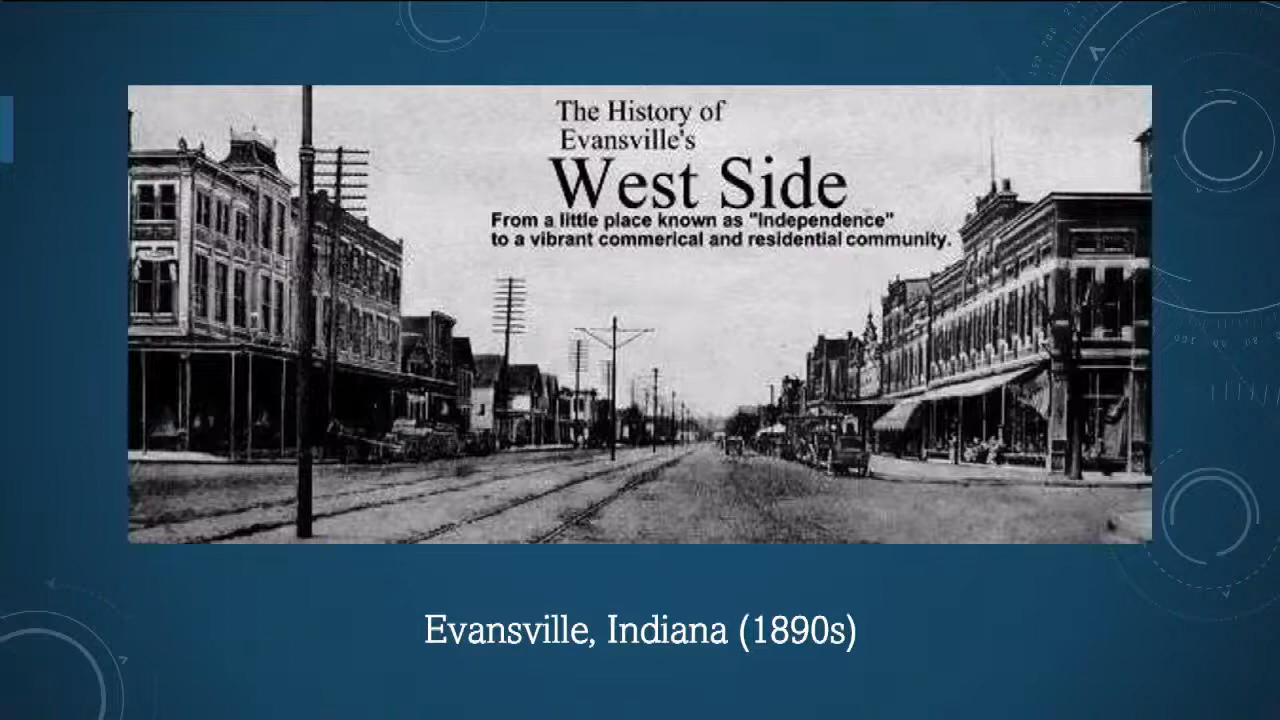 The History of
Evansville's
West Side
From a little place known as "Independence"
to a vibrant commerical and residential community.
Evansville, Indiana (1890s)